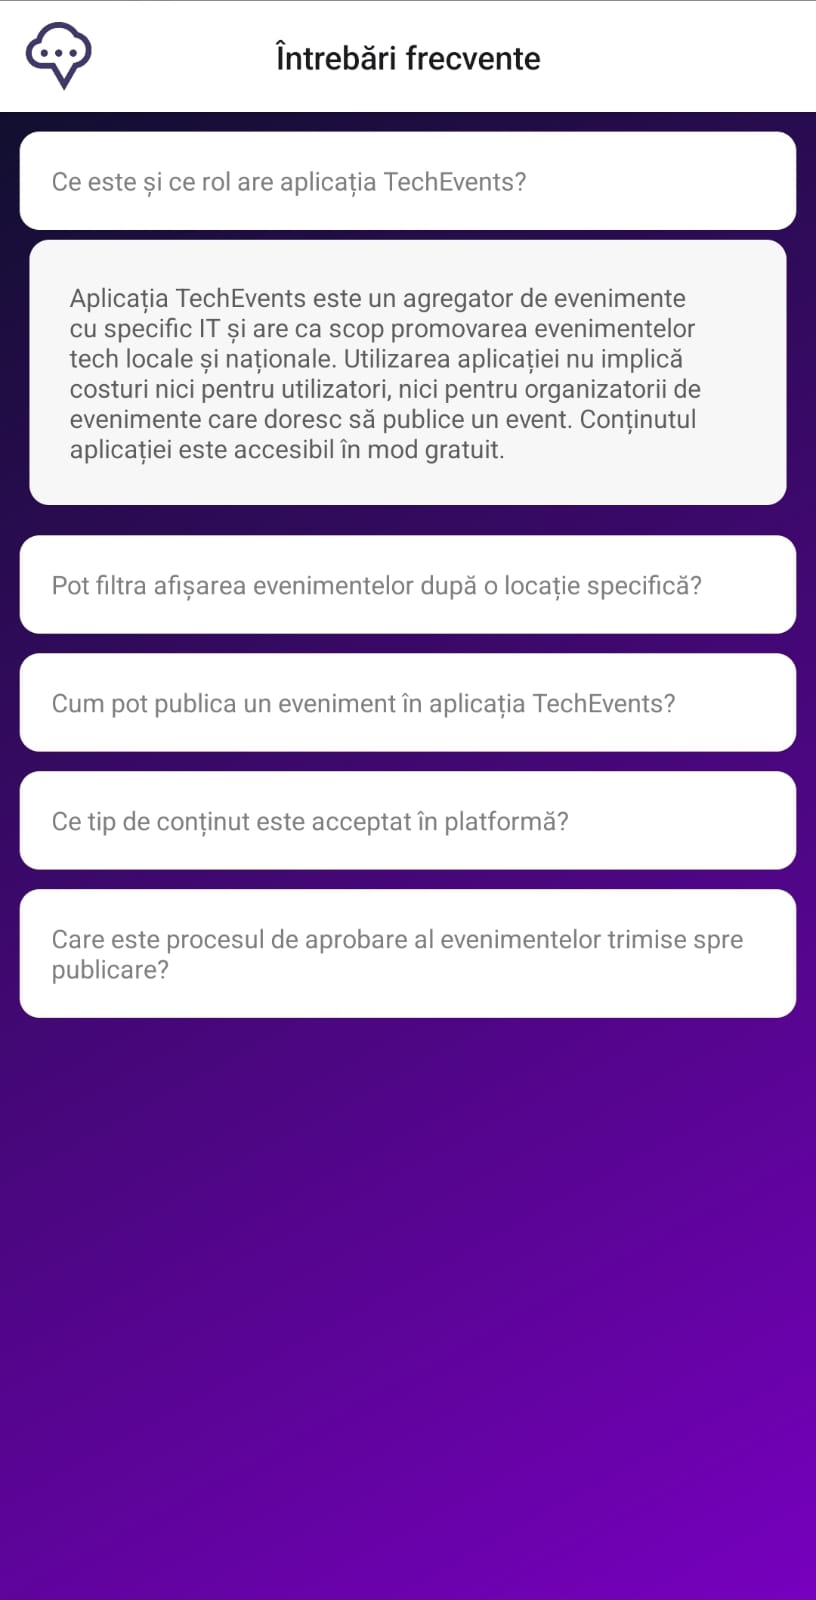 Întrebări frecvente
Ce este și ce rol are aplicația TechEvents?
Aplicația TechEvents este un agregator de evenimente
cu specific IT și are ca scop promovarea evenimentelor
tech locale și naționale. Utilizarea aplicației nu implică
costuri nici pentru utilizatori, nici pentru organizatorii de
evenimente care doresc să publice un event. Conținutul
aplicației este accesibil în mod gratuit.
Pot filtra afișarea evenimentelor după o locație specifică?
Cum pot publica un eveniment în aplicația TechEvents?
Ce tip de conținut este acceptat în platformă?
Care este procesul de aprobare al evenimentelor trimise spre
publicare?